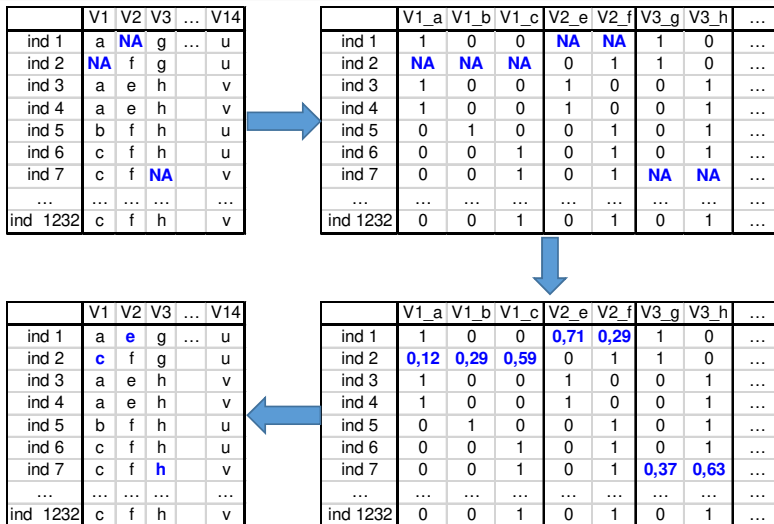 V1 V2 V3 … V14
ind 1 a NA g … u
ind 2 NA f g u
ind 3 a e h v
ind 4 a e h v
ind 5 b f h u
ind 6 c f h u
ind 7 c f NA v
… … … … …
ind 1232 c f h v
V1_a V1_b V1_c V2_e V2_f V3_g V3_h …
ind 1 1 0 0 NA NA 1 0 …
ind 2 NA NA NA 0 1 1 0 …
ind 3 1 0 0 1 0 0 1 …
ind 4 1 0 0 1 0 0 1 …
ind 5 0 1 0 0 1 0 1 …
ind 6 0 0 1 0 1 0 1 …
ind 7 0 0 1 0 1 NA NA …
… … … … … … … … …
ind 1232 0 0 1 0 1 0 1 …
V1 V2 V3 … V14
ind 1 a e g … u
ind 2 c f g u
ind 3 a e h v
ind 4 a e h v
ind 5 b f h u
ind 6 c f h u
ind 7 c f h v
… … … … …
ind 1232 c f h v
V1_a V1_b V1_c V2_e V2_f V3_g V3_h …
ind 1 1 0 0 0,71 0,29 1 0 …
ind 2 0,12 0,29 0,59 0 1 1 0 …
ind 3 1 0 0 1 0 0 1 …
ind 4 1 0 0 1 0 0 1 …
ind 5 0 1 0 0 1 0 1 …
ind 6 0 0 1 0 1 0 1 …
ind 7 0 0 1 0 1 0,37 0,63 …
… … … … … … … … …
ind 1232 0 0 1 0 1 0 1 …